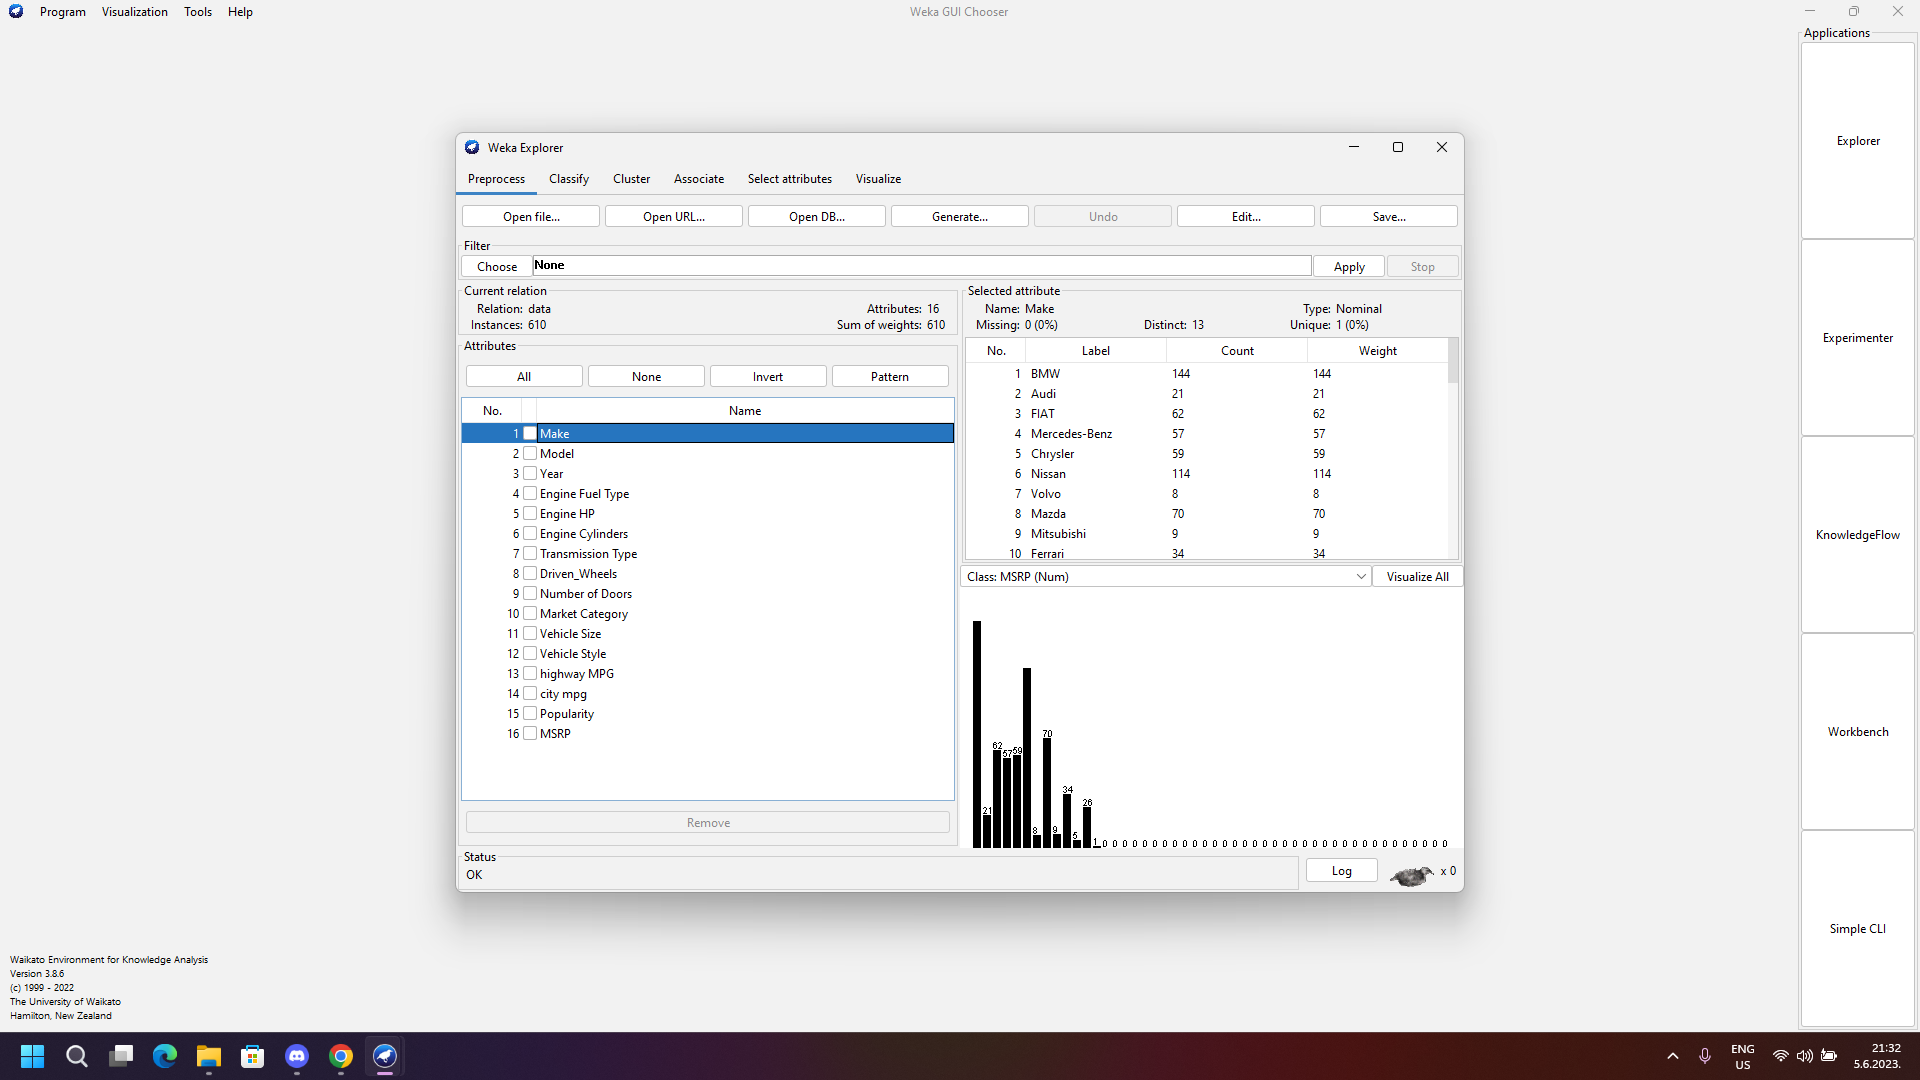 Program Visualization Tools Help
Weka GUI Chooser
Applications
Explorer
Experimenter
KnowledgeFlow
Workbench
Simple CLI
Weka Explorer
Preprocess Classify Cluster Associate Select attributes Visualize
Open file... Open URL... Open DB... Generate... Undo Edit... Save...
Filter
Choose None Apply Stop
Current relation
Relation: data Attributes: 16
Instances: 610 Sum of weights: 610
Attributes
All None Invert Pattern
No. Name
1 Make
2 Model
3 Year
4 Engine Fuel Type
5 Engine HP
6 Engine Cylinders
7 Transmission Type
8 Driven_Wheels
9 Number of Doors
10 Market Category
11 Vehicle Size
12 Vehicle Style
13 highway MPG
14 city mpg
15 Popularity
16 MSRP
Remove
Selected attribute
Name: Make Type: Nominal
Missing: 0 (0%) Distinct: 13 Unique: 1 (0%)
No. Label Count Weight
1 BMW 144 144
2 Audi 21 21
3 FIAT 62 62
4 Mercedes-Benz 57 57
5 Chrysler 59 59
6 Nissan 114 114
7 Volvo 8 8
8 Mazda 70 70
9 Mitsubishi 9 9
10 Ferrari 34 34
Class: MSRP (Num) Visualize All
21 62 57 59 8 70 9 34 5 26 1 0 0 0 0 0 0 0 0 0 0 0 0 0 0 0 0 0 0 0 0 0 0 0 0 0 0 0 0 0 0 0 0 0 0 0
Status
OK
Log x 0
Waikato Environment for Knowledge Analysis
Version 3.8.6
(c) 1999 - 2022
The University of Waikato
Hamilton, New Zealand
ENG
US
21:32
5.6.2023.